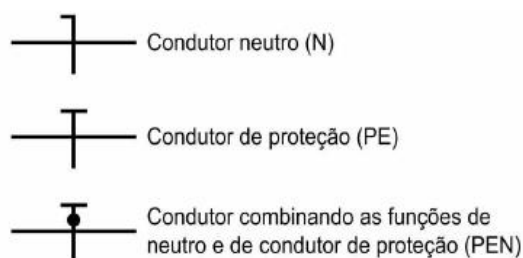 Condutor neutro (N)
Condutor de proteção (PE)
Condutor combinando as funções de
neutro e de condutor de proteção (PEN)